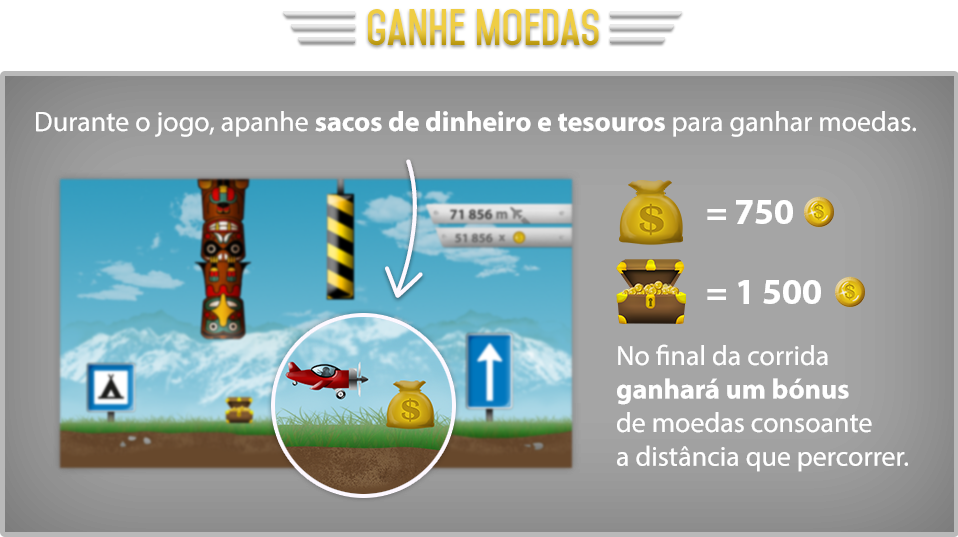 GANHE MOEDAS
Durante o jogo, apanhe sacos de dinheiro e tesouros para ganhar moedas.
71 856 m
51 856 x
$ = 750 $
= 1 500 $
No final da corrida
ganhará um bónus
de moedas consoante
a distância que percorrer.
$